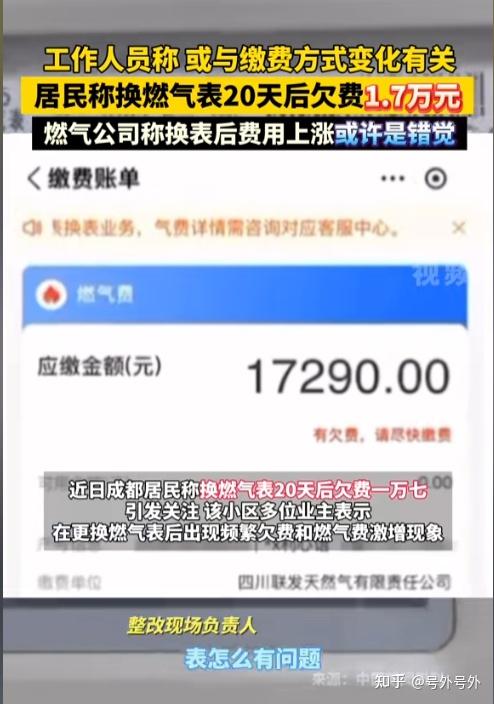 工作人员称 或与缴费方式变化有关
居民称换燃气表20天后欠费1.7万元
燃气公司称换表后费用上涨或许是错觉
缴费账单
换表业务，气费详情需咨询对应客服中心。
视频
燃气费
应缴金额(元)
17290.00
有欠费，请尽快缴费
近日成都居民称换燃气表20天后欠费一万七
引发关注 该小区多位业主表示
在更换燃气表后出现频繁欠费和燃气费激增现象
缴费单位
四川联发天然气有限责任公司
整改现场负责人
表怎么有问题
来源：中
知乎 @号外号外